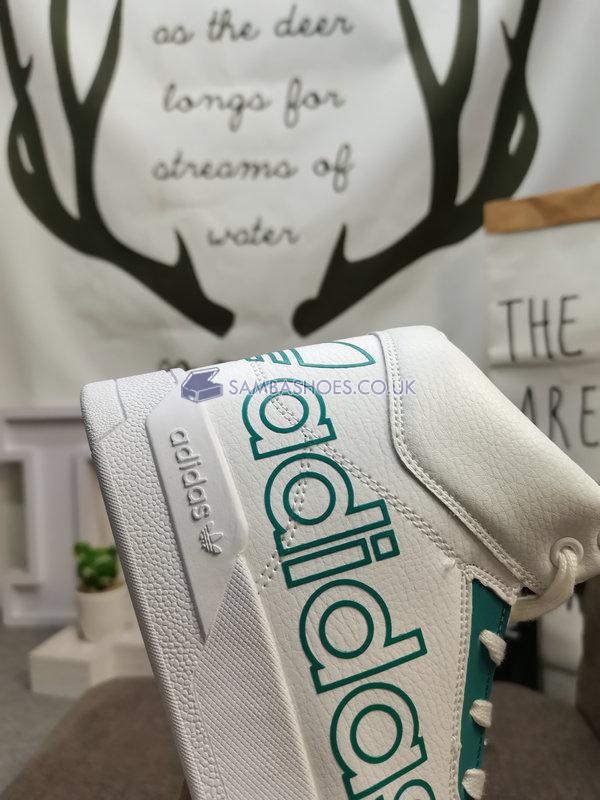 as the deer
longs for
streams of
water
THE
ARE
SAMBASHOES.CO.UK
adidas
adidas